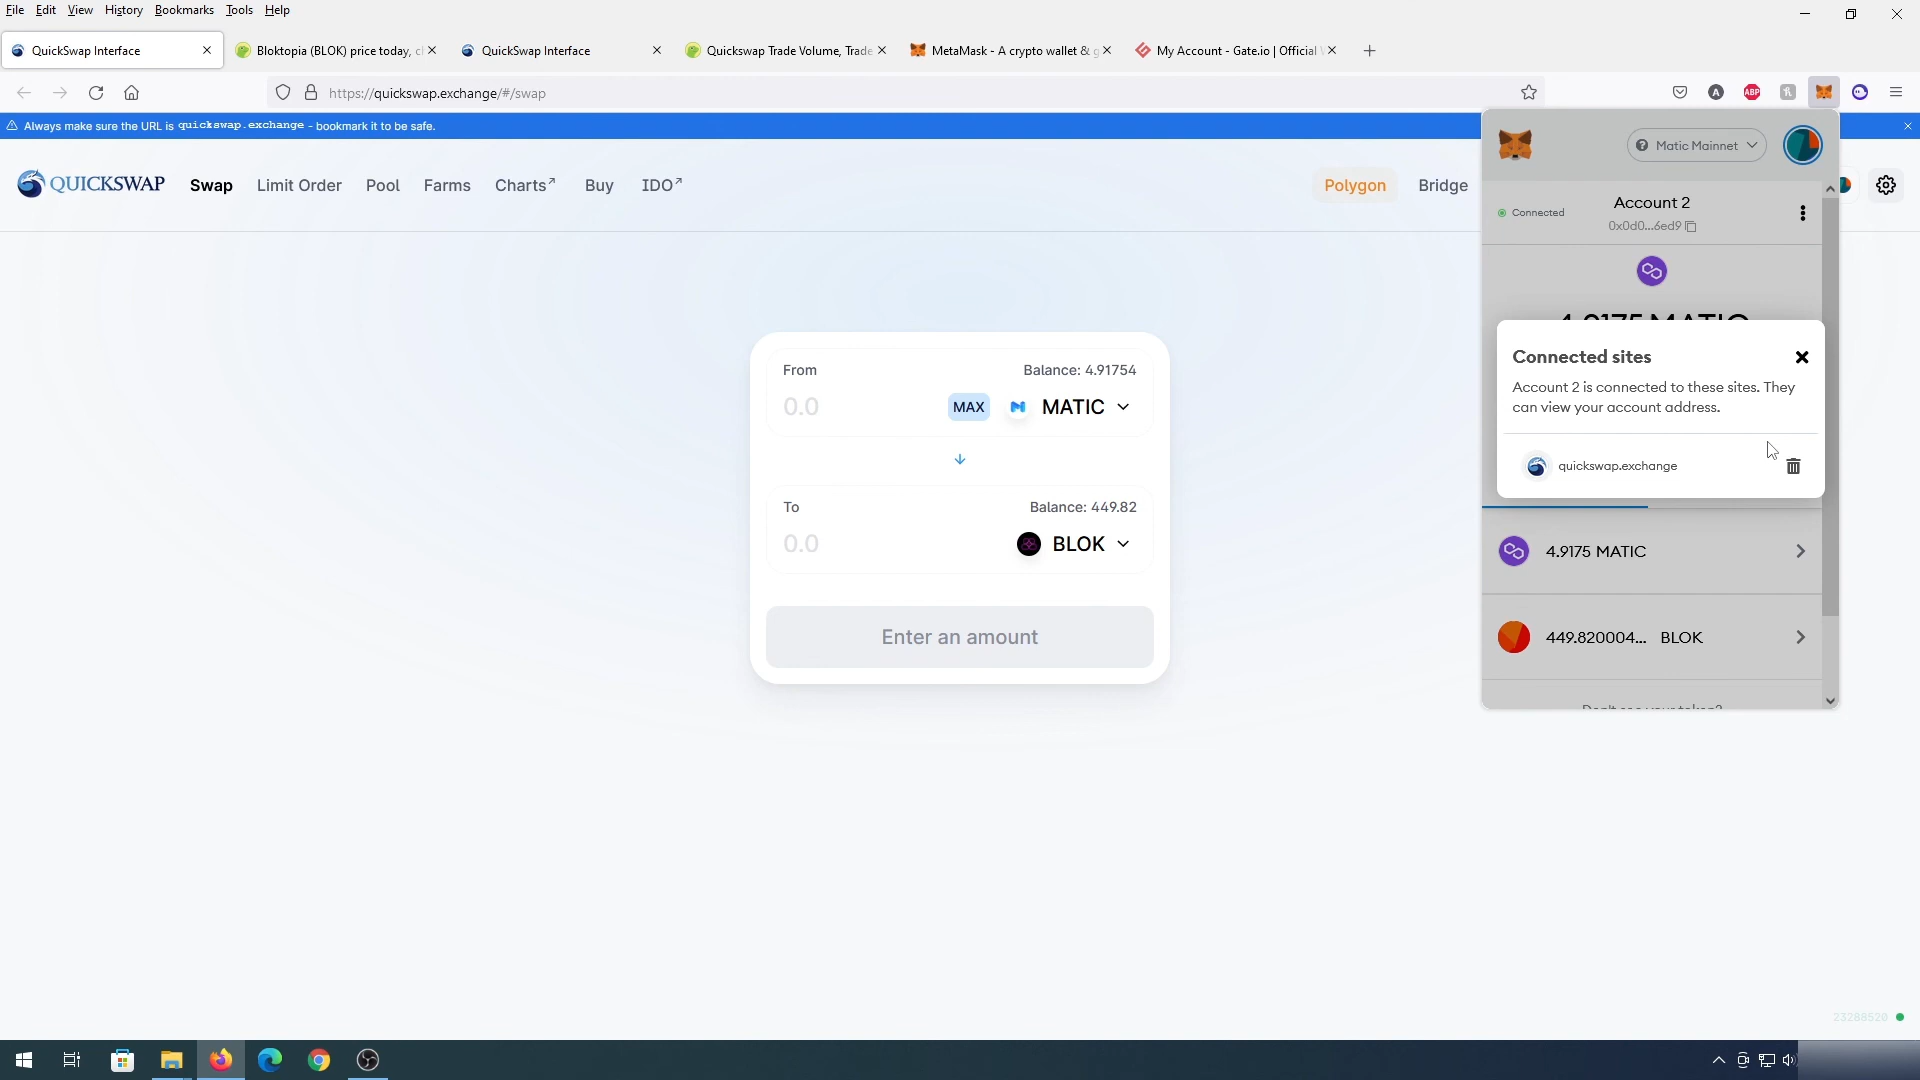 File Edit View History Bookmarks Tools Help
QuickSwap Interface
Bloktopia (BLOK) price today, c
QuickSwap Interface
Quickswap Trade Volume, Trade
MetaMask - A crypto wallet & g
My Account - Gate.io | Official
https://quickswap.exchange/#/swap
ABP
Always make sure the URL is quickswap.exchange - bookmark it to be safe.
QUICKSWAP Swap Limit Order Pool Farms Charts↗ Buy IDO↗ Polygon Bridge
Matic Mainnet
Connected
Account 2
0x0d0...6ed9
Connected sites
Account 2 is connected to these sites. They
can view your account address.
quickswap.exchange
4.9175 MATIC
449.820004... BLOK
From Balance: 4.91754
0.0 MAX MATIC
To Balance: 449.82
0.0 BLOK
Enter an amount
23288520